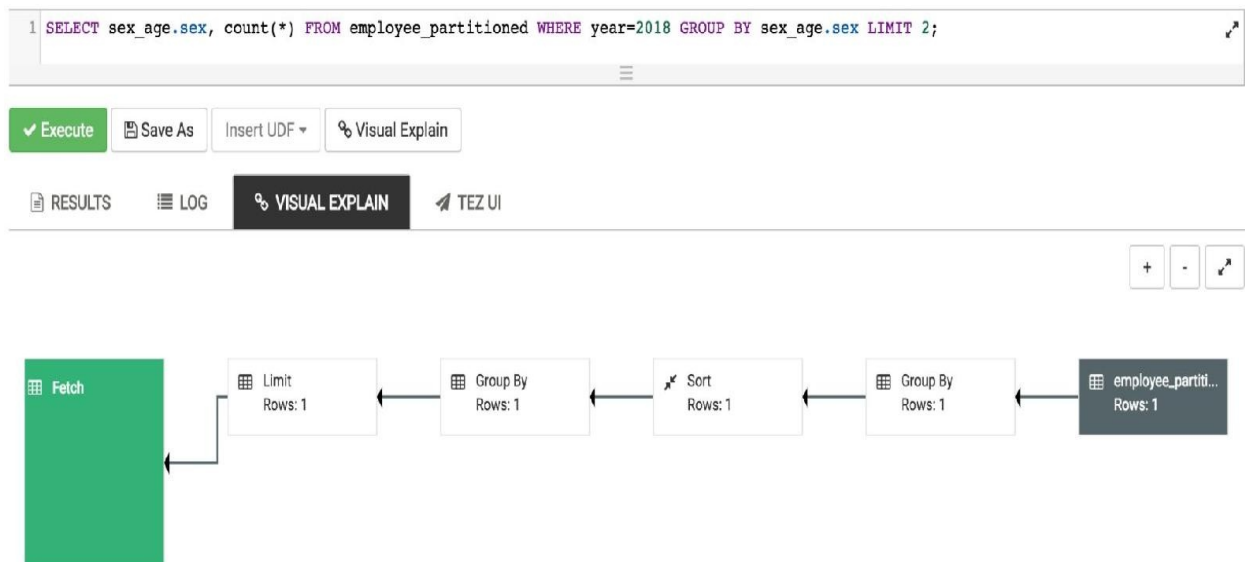 1 SELECT sex_age.sex, count(*) FROM employee_partitioned WHERE year=2018 GROUP BY sex_age.sex LIMIT 2;
Execute Save As Insert UDF Visual Explain
RESULTS LOG VISUAL EXPLAIN TEZ UI
+ -
Fetch
Limit
Rows: 1
Group By
Rows: 1
Sort
Rows: 1
Group By
Rows: 1
employee_partiti...
Rows: 1